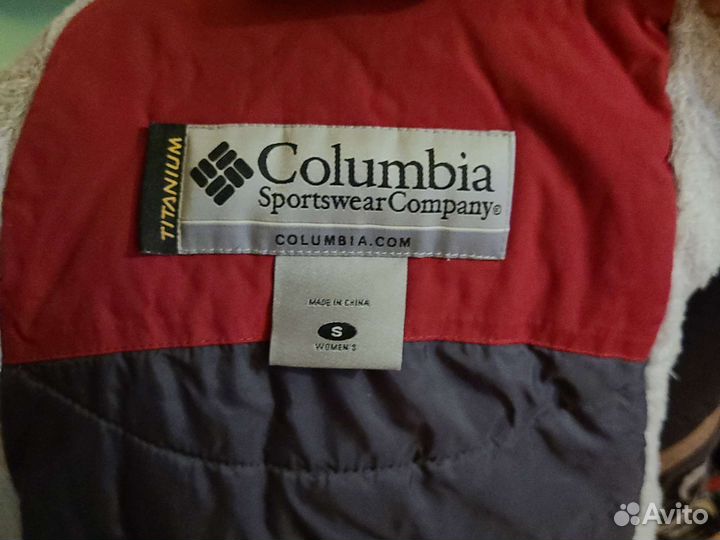 TITANIUM
Columbia
Sportswear Company®
COLUMBIA.COM
MADE IN CHINA
S
WOMEN'S
Avito